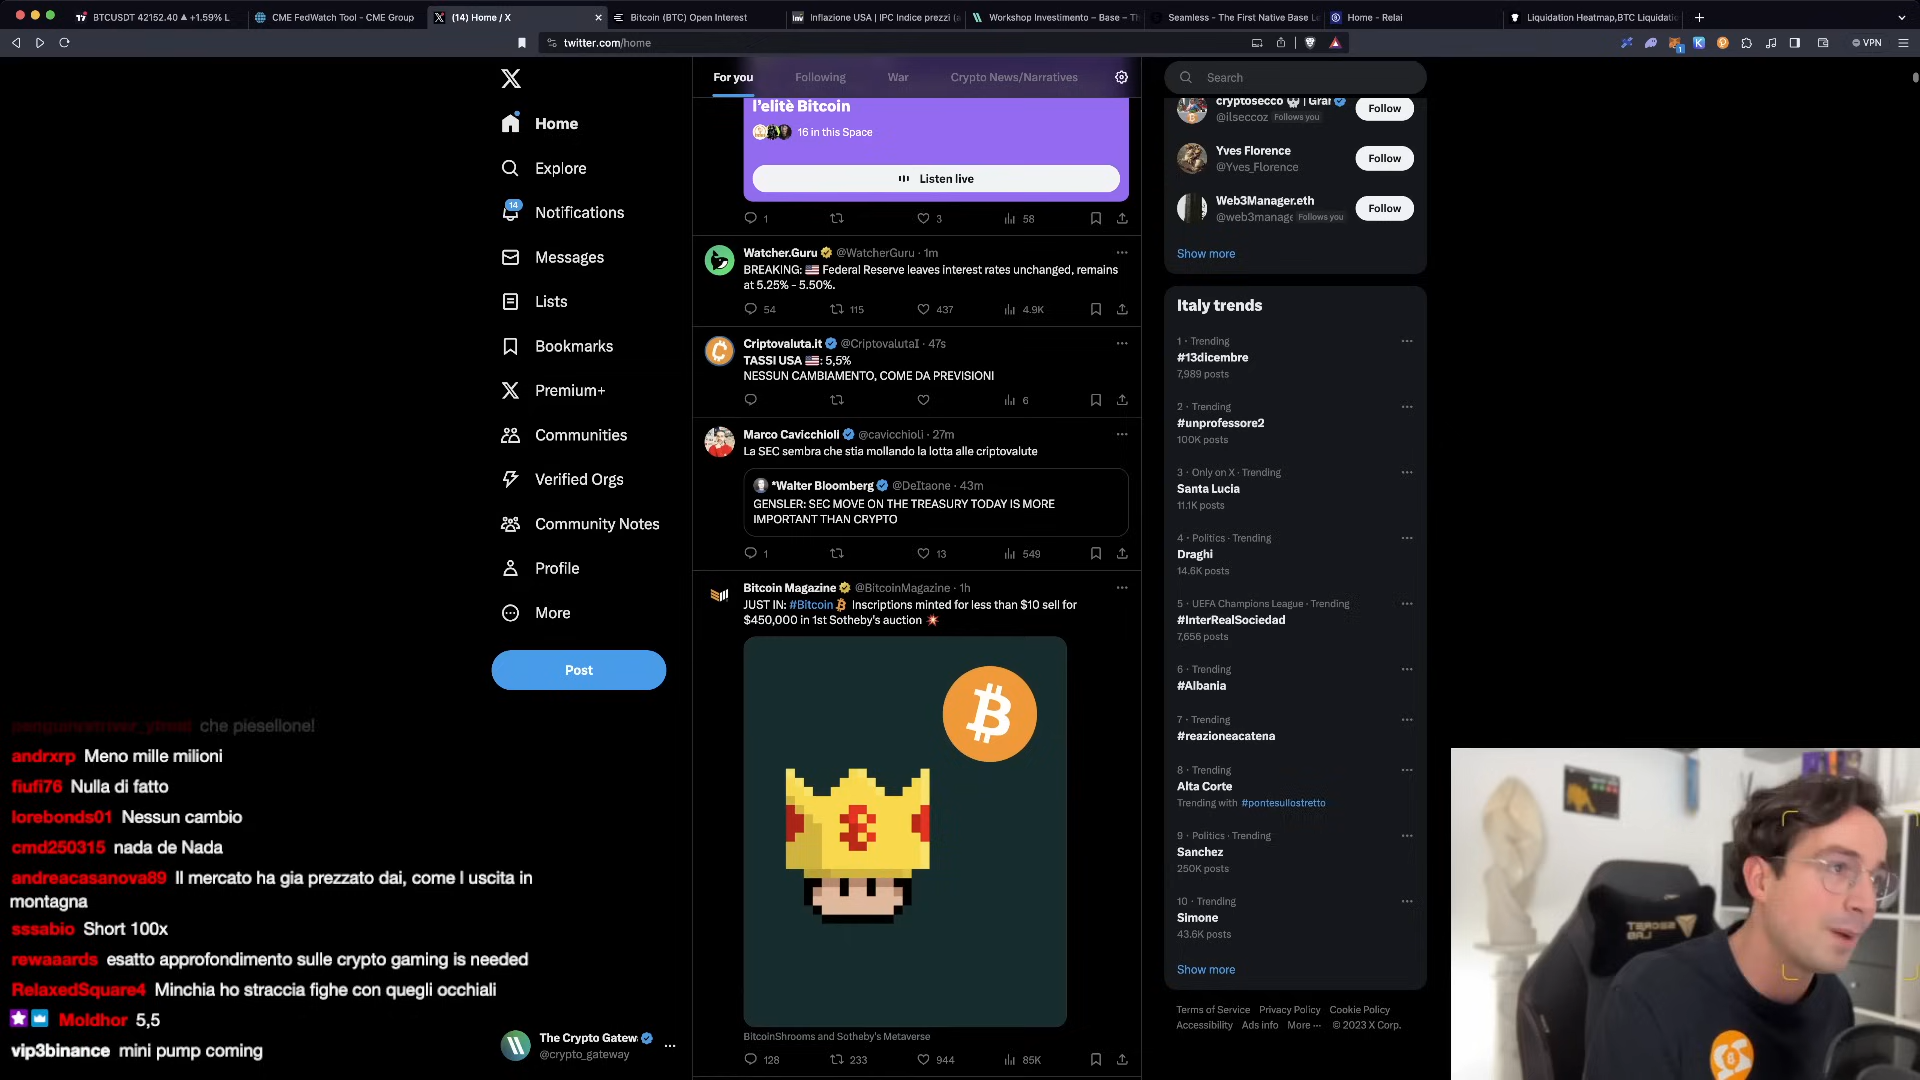 BTCUSDT 42152.40 ▲ +1.59% L
CME FedWatch Tool - CME Group
(14) Home / X
Bitcoin (BTC) Open Interest
Inflazione USA | IPC Indice prezzi (
Workshop Investimento – Base – Th
Seamless - The First Native Base Le
Home - Relai
Liquidation Heatmap,BTC Liquidatio
twitter.com/home
VPN
Home
Explore
14
Notifications
Messages
Lists
Bookmarks
Premium+
Communities
Verified Orgs
Community Notes
Profile
More
Post
The Crypto Gatew
@crypto_gateway
For you
Following
War
Crypto News/Narratives
l'elitè Bitcoin
16 in this Space
Listen live
1
3
58
Watcher.Guru @WatcherGuru · 1m
BREAKING: 🇺🇸 Federal Reserve leaves interest rates unchanged, remains
at 5.25% - 5.50%.
54
115
437
4.9K
Criptovaluta.it @CriptovalutaI · 47s
TASSI USA 🇺🇸: 5,5%
NESSUN CAMBIAMENTO, COME DA PREVISIONI
6
Marco Cavicchioli @cavicchioli · 27m
La SEC sembra che stia mollando la lotta alle criptovalute
*Walter Bloomberg @DeItaone · 43m
GENSLER: SEC MOVE ON THE TREASURY TODAY IS MORE
IMPORTANT THAN CRYPTO
1
13
549
Bitcoin Magazine @BitcoinMagazine · 1h
JUST IN: #Bitcoin Inscriptions minted for less than $10 sell for
$450,000 in 1st Sotheby's auction 💥
BitcoinShrooms and Sotheby's Metaverse
128
233
944
85K
Search
cryptosecco | Gra
@ilseccoz Follows you
Follow
Yves Florence
@Yves_Florence
Follow
Web3Manager.eth
@web3manage Follows you
Follow
Show more
Italy trends
1 · Trending
#13dicembre
7,989 posts
2 · Trending
#unprofessore2
100K posts
3 · Only on X · Trending
Santa Lucia
11.1K posts
4 · Politics · Trending
Draghi
14.6K posts
5 · UEFA Champions League · Trending
#InterRealSociedad
7,656 posts
6 · Trending
#Albania
7 · Trending
#reazioneacatena
8 · Trending
Alta Corte
Trending with #pontesullostretto
9 · Politics · Trending
Sanchez
250K posts
10 · Trending
Simone
43.6K posts
Show more
Terms of Service Privacy Policy Cookie Policy
Accessibility Ads info More ··· © 2023 X Corp.
che piesellone!
andrxrp Meno mille milioni
fiufi76 Nulla di fatto
lorebonds01 Nessun cambio
cmd250315 nada de Nada
andreacasanova89 Il mercato ha gia prezzato dai, come l uscita in
montagna
sssabio Short 100x
rewaaards esatto approfondimento sulle crypto gaming is needed
RelaxedSquare4 Minchia ho straccia fighe con quegli occhiali
Moldhor 5,5
vip3binance mini pump coming